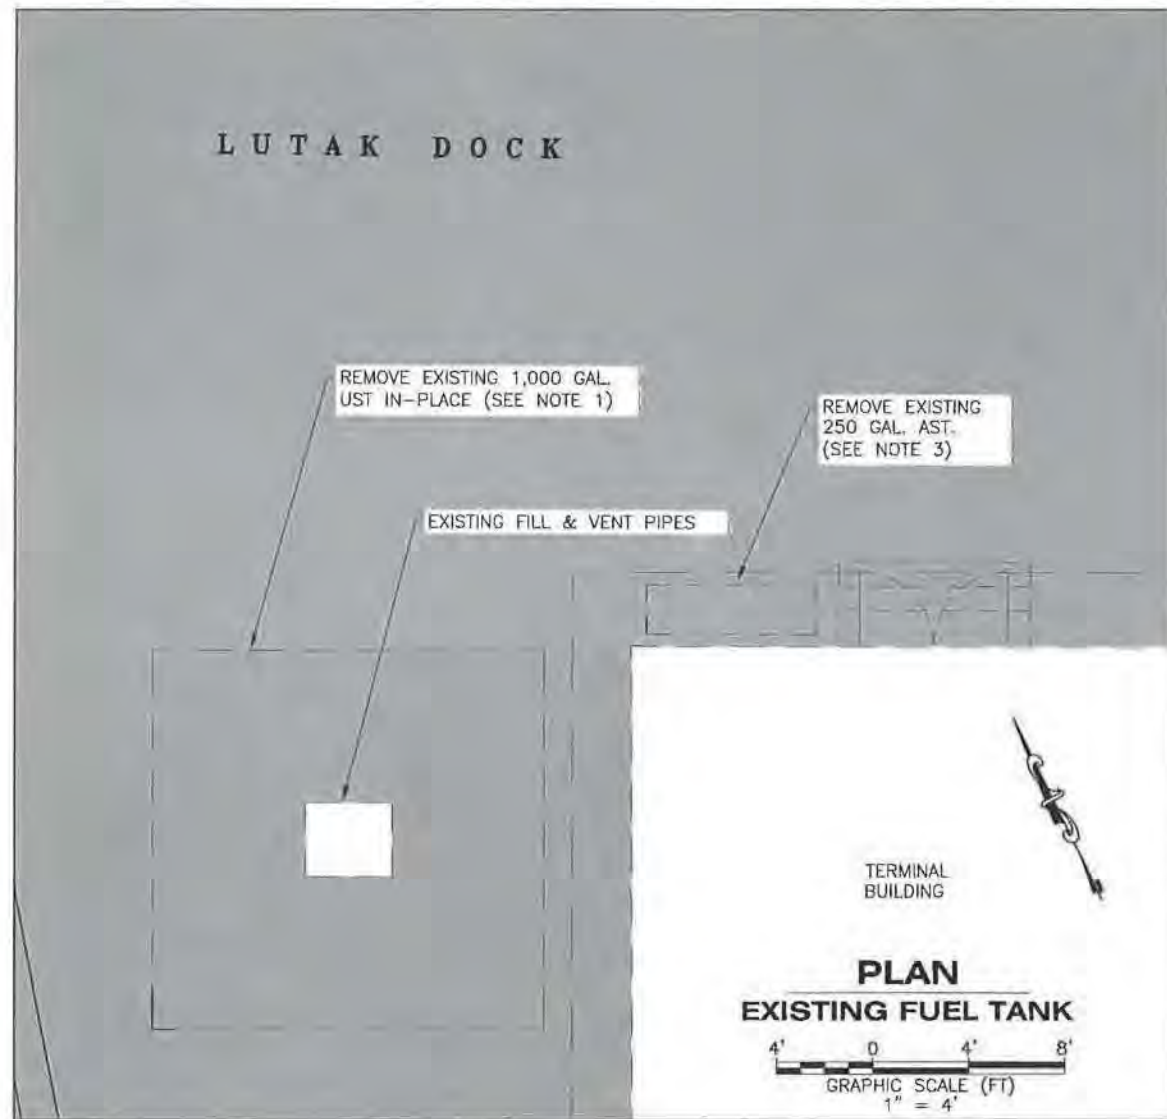 LUTAK DOCK
REMOVE EXISTING 1,000 GAL.
UST IN-PLACE (SEE NOTE 1)
REMOVE EXISTING
250 GAL. AST.
(SEE NOTE 3)
EXISTING FILL & VENT PIPES
TERMINAL
BUILDING
PLAN
EXISTING FUEL TANK
4' 0 4' 8'
GRAPHIC SCALE (FT)
1" = 4'